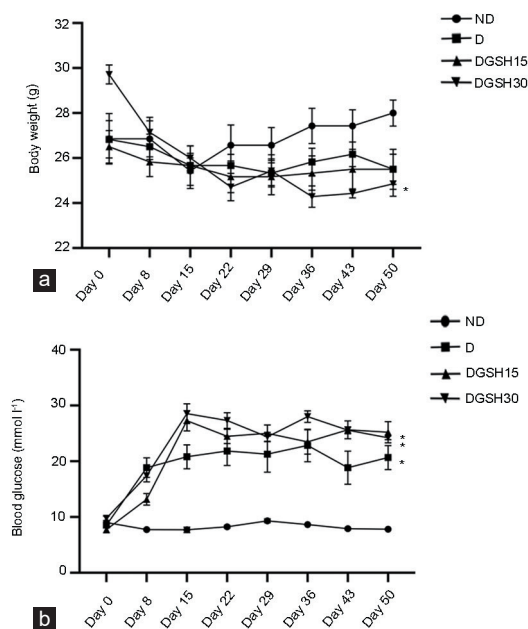 32
30
28
26
24
22
Body weight (g)
ND
D
DGSH15
DGSH30
*
Day 0
Day 8
Day 15
Day 22
Day 29
Day 36
Day 43
Day 50
a
40
30
20
10
0
Blood glucose (mmol l-1)
ND
D
DGSH15
DGSH30
*
*
*
Day 0
Day 8
Day 15
Day 22
Day 29
Day 36
Day 43
Day 50
b